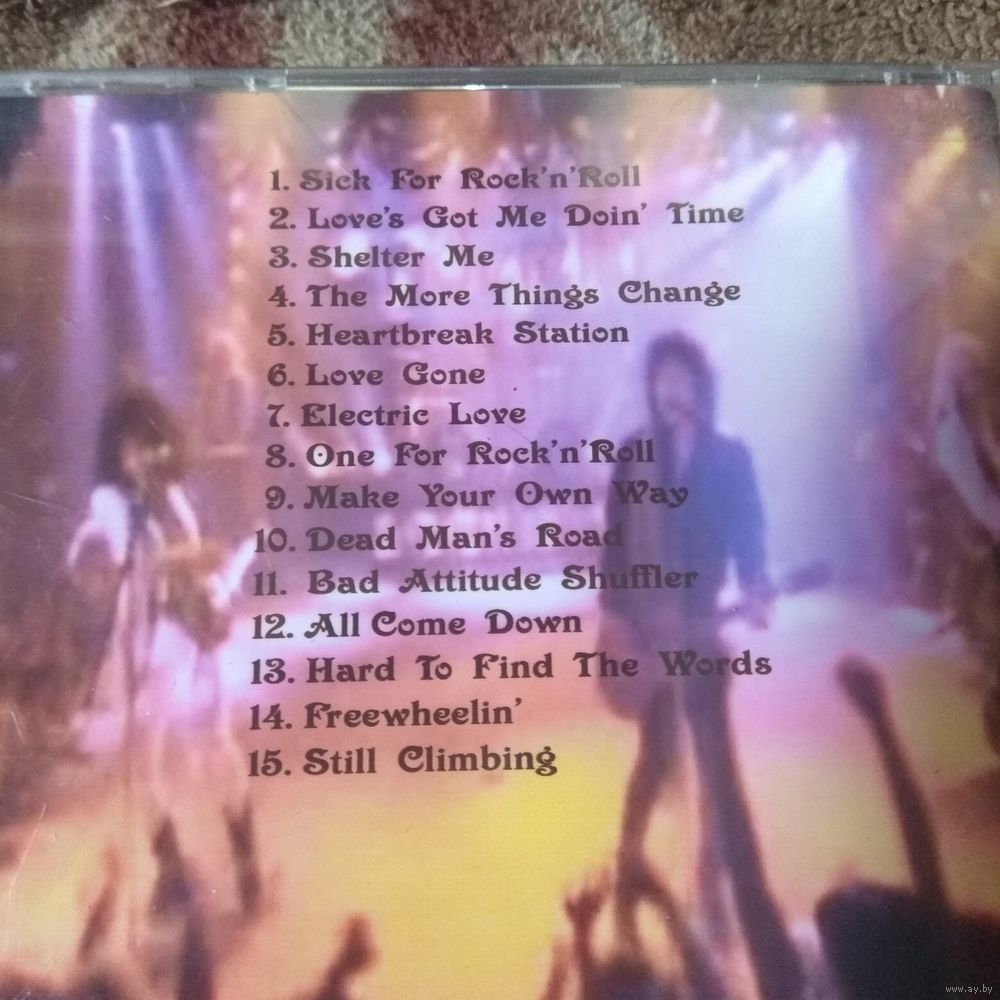 1. Sick For Rock'n'Roll
2. Love's Got Me Doin' Time
3. Shelter Me
4. The More Things Change
5. Heartbreak Station
6. Love Gone
7. Electric Love
8. One For Rock'n'Roll
9. Make Your Own Way
10. Dead Man's Road
11. Bad Attitude Shuffler
12. All Come Down
13. Hard To Find The Words
14. Freewheelin'
15. Still Climbing
www.ay.by